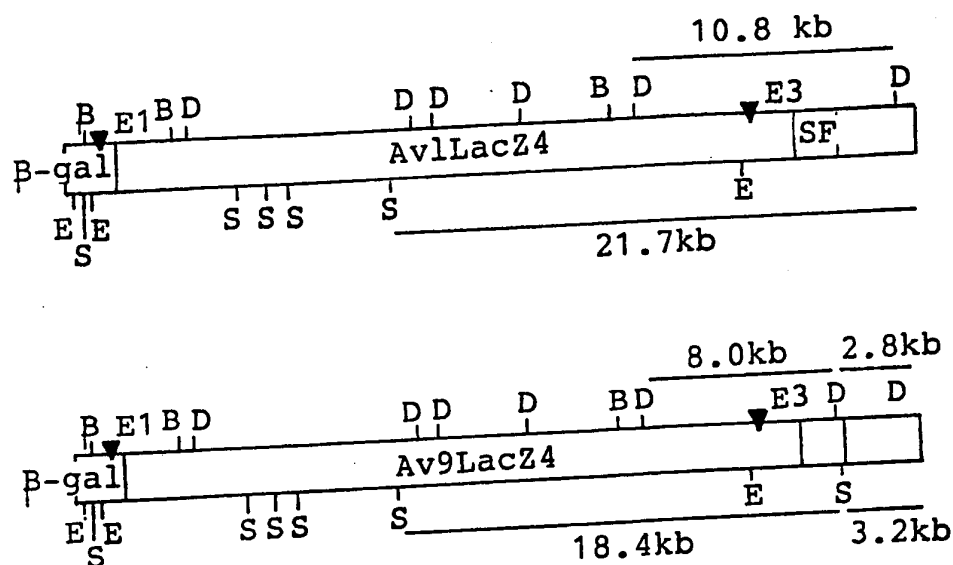 10.8 kb
B E1 B D D D D B D E3 D
B-gal AvlLacZ4 SF
E S E S S S S E
21.7kb
8.0kb 2.8kb
B E1 B D D D D B D E3 D D
B-gal Av9LacZ4
E S E S S S S E S
18.4kb 3.2kb